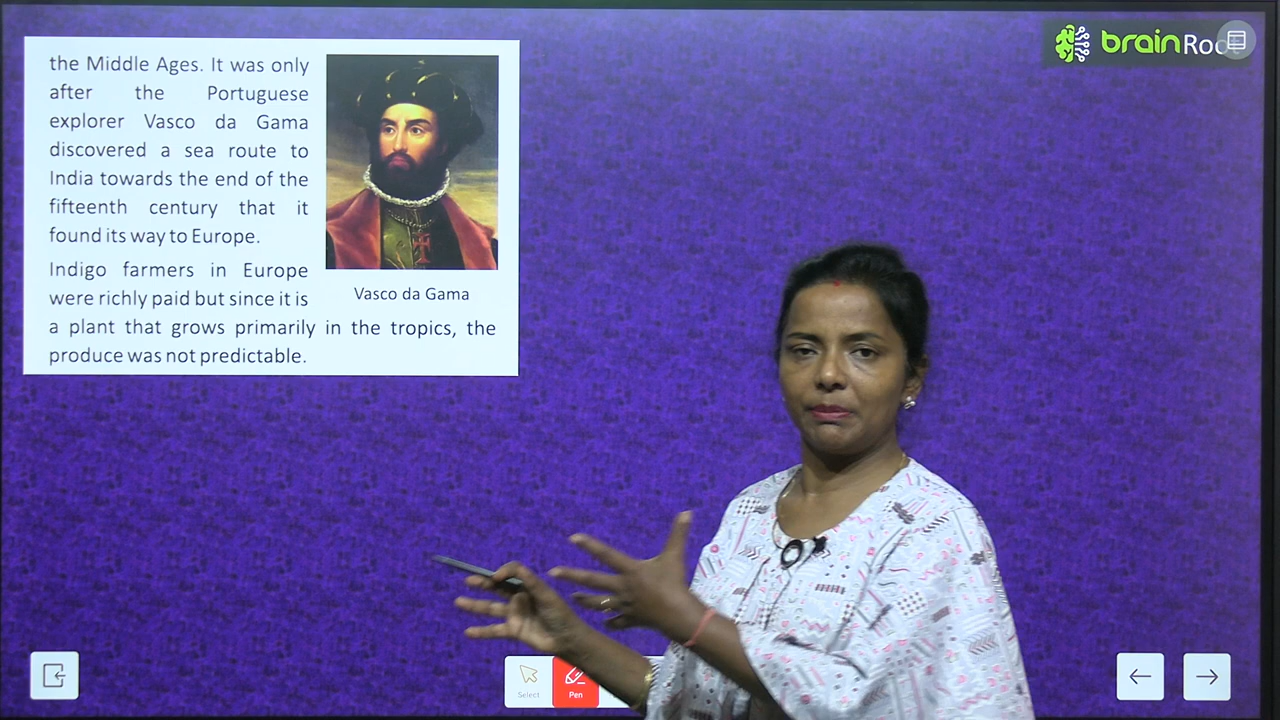 the Middle Ages. It was only
after the Portuguese
explorer Vasco da Gama
discovered a sea route to
India towards the end of the
fifteenth century that it
found its way to Europe.
Indigo farmers in Europe
were richly paid but since it is
a plant that grows primarily in the tropics, the
produce was not predictable.
Vasco da Gama
brainRoot
Select
Pen